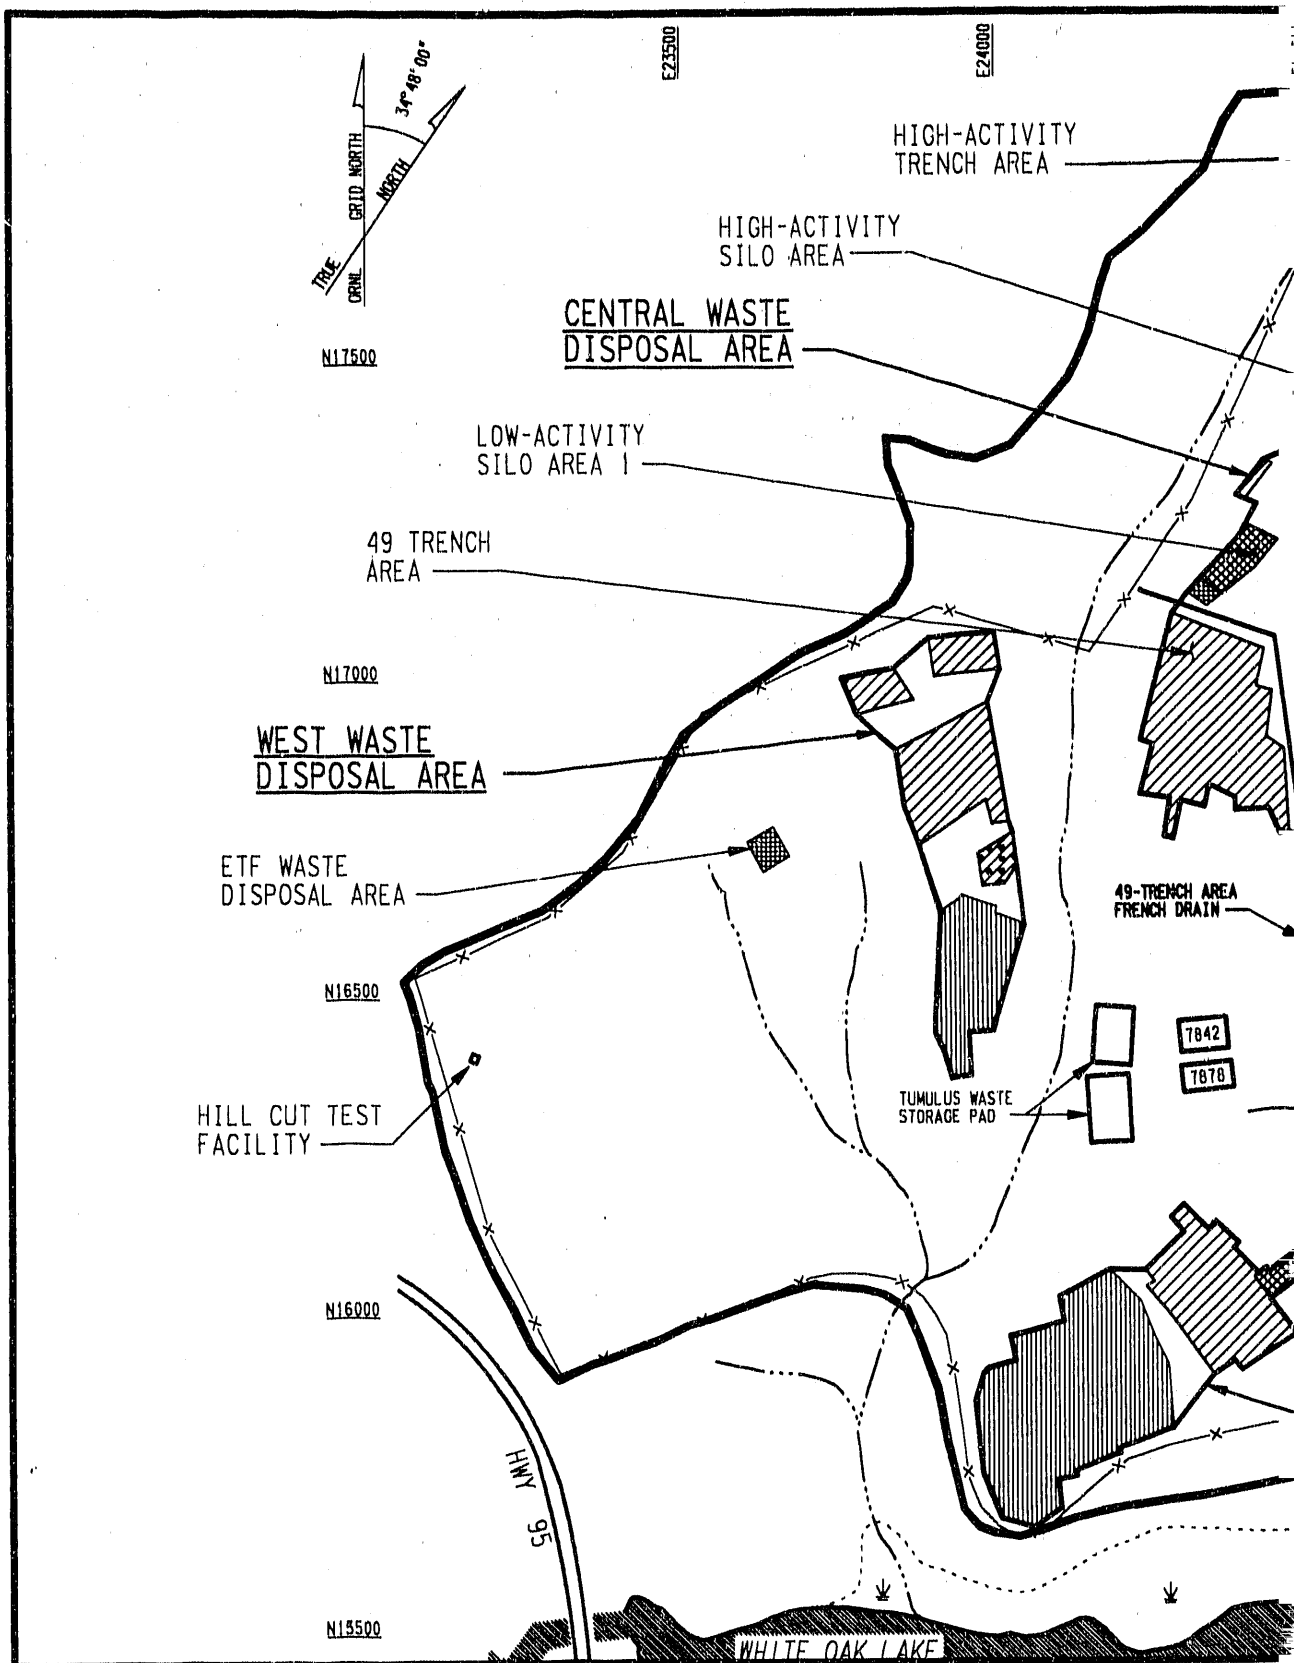 E23500
E24000
34° 48' 00"
ORNL GRID NORTH
TRUE NORTH
HIGH-ACTIVITY
TRENCH AREA
HIGH-ACTIVITY
SILO AREA
CENTRAL WASTE
DISPOSAL AREA
N17500
LOW-ACTIVITY
SILO AREA 1
49 TRENCH
AREA
N17000
WEST WASTE
DISPOSAL AREA
ETF WASTE
DISPOSAL AREA
49-TRENCH AREA
FRENCH DRAIN
N16500
7842
7878
TUMULUS WASTE
STORAGE PAD
HILL CUT TEST
FACILITY
N16000
HWY 95
N15500
WHITE OAK LAKE